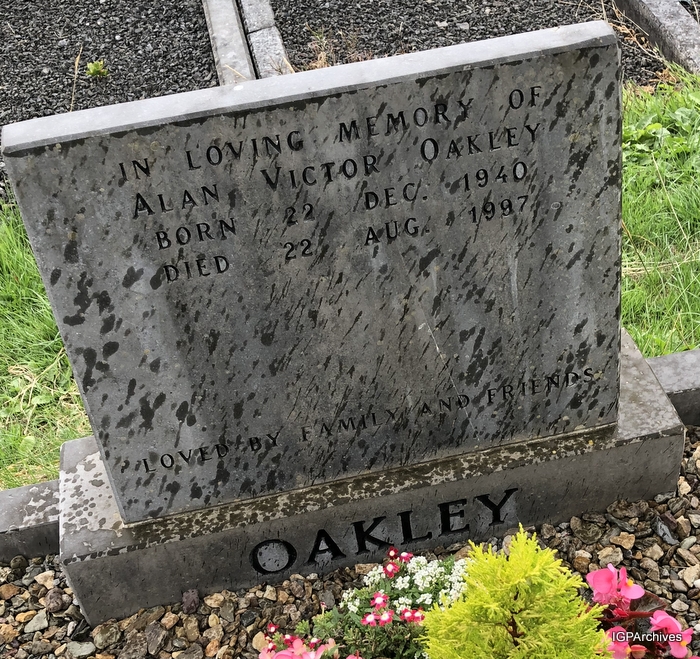 IN LOVING MEMORY OF
ALAN VICTOR OAKLEY
BORN 22 DEC. 1940
DIED 22 AUG. 1997
LOVED BY FAMILY AND FRIENDS
OAKLEY
IGPArchives